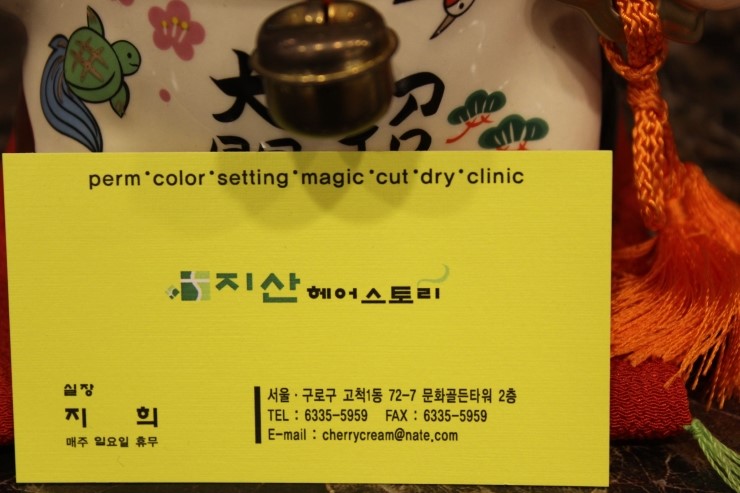 perm•color•setting•magic•cut•dry•clinic
지산 헤어스토리
실장
지 희
매주 일요일 휴무
서울·구로구 고척1동 72-7 문화골든타워 2층
TEL : 6335-5959 FAX : 6335-5959
E-mail : cherrycream@nate.com